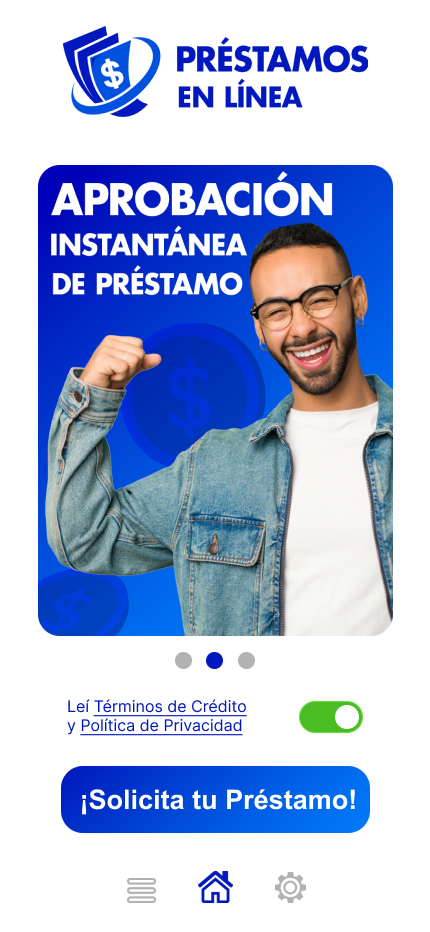 PRÉSTAMOS
EN LÍNEA
APROBACIÓN
INSTANTÁNEA
DE PRÉSTAMO
Leí Términos de Crédito
y Política de Privacidad
¡Solicita tu Préstamo!